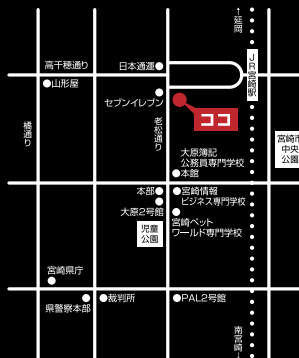 ↑延岡
高千穂通り
日本通運
JR宮崎駅
山形屋
セブンイレブン
ココ
橘通り
老松通り
宮崎市
中央
公園
大原簿記
公務員専門学校
本館
本部
大原2号館
宮崎情報
ビジネス専門学校
児童
公園
宮崎ペット
ワールド専門学校
宮崎県庁
県警察本部
裁判所
PAL2号館
南宮崎↓